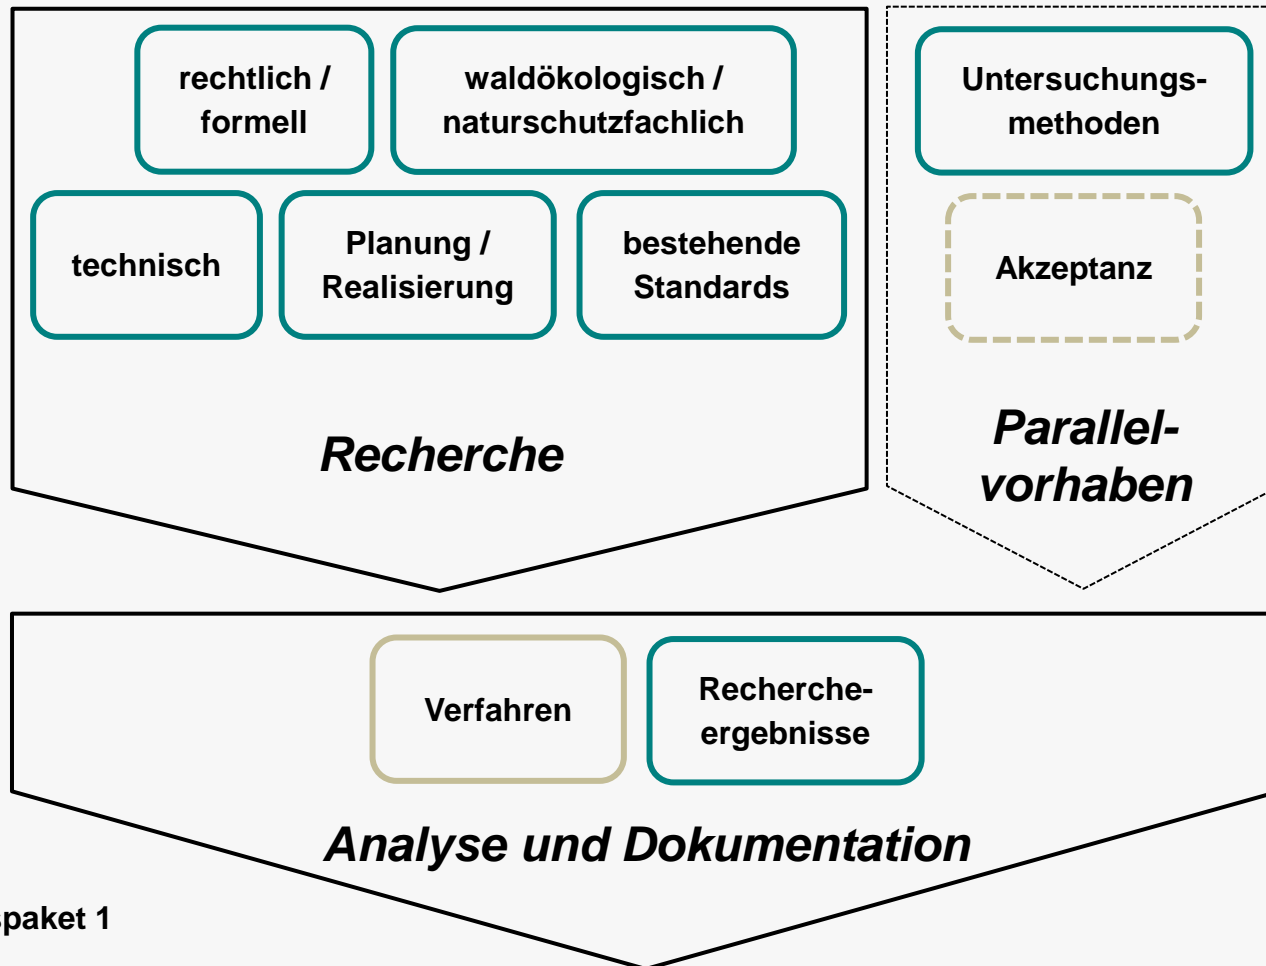 rechtlich /
formell
waldökologisch /
naturschutzfachlich
technisch
Planung /
Realisierung
bestehende
Standards
Recherche
Untersuchungs-
methoden
Akzeptanz
Parallel-
vorhaben
Verfahren
Recherche-
ergebnisse
Analyse und Dokumentation
spaket 1